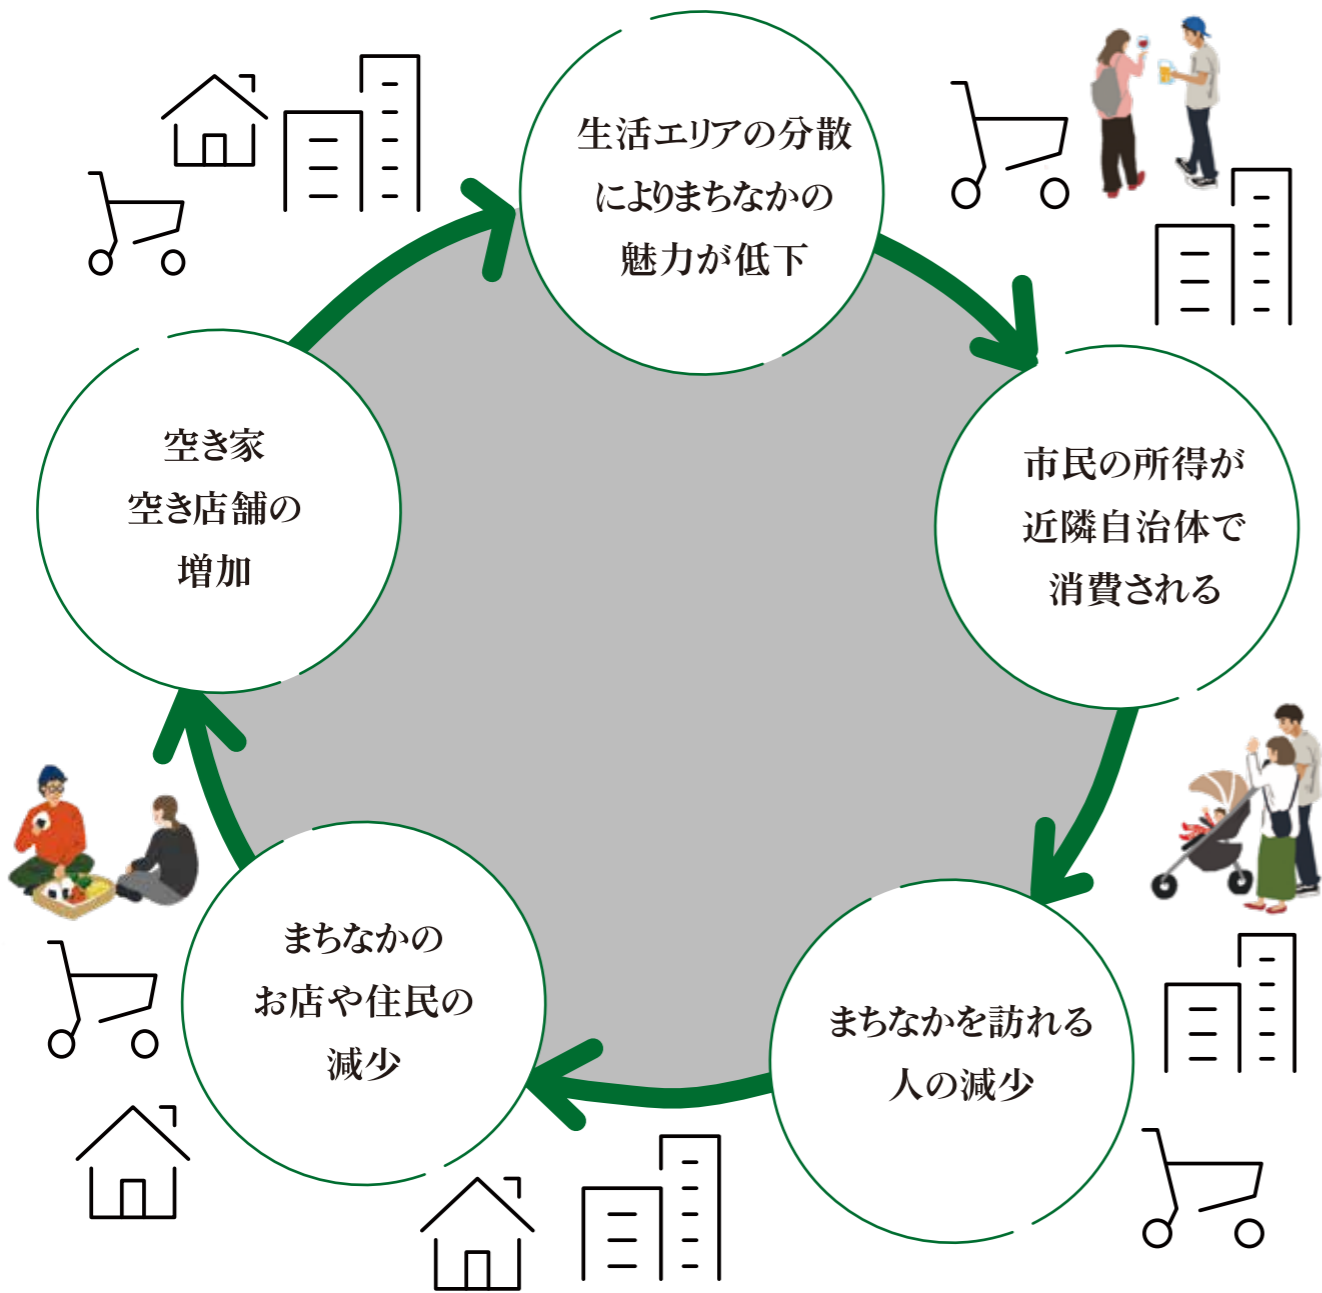 生活エリアの分散
によりまちなかの
魅力が低下
市民の所得が
近隣自治体で
消費される
まちなかを訪れる
人の減少
まちなかの
お店や住民の
減少
空き家
空き店舗の
増加